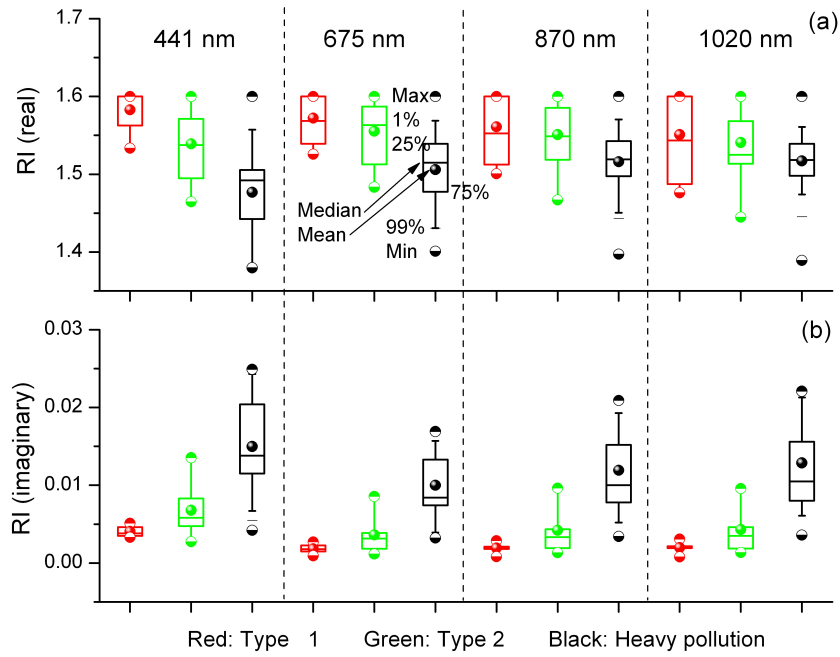 (a)
441 nm 675 nm 870 nm 1020 nm
RI (real)
1.7
1.6
1.5
1.4
Max
1%
25%
75%
Median
Mean
99%
Min
(b)
RI (imaginary)
0.03
0.02
0.01
0.00
Red: Type 1 Green: Type 2 Black: Heavy pollution